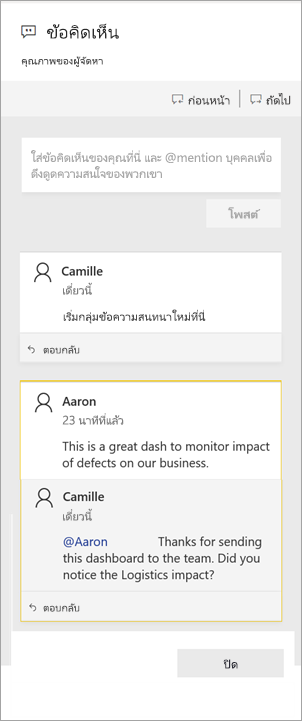 ข้อคิดเห็น
คุณภาพของผู้จัดหา
ก่อนหน้า
ถัดไป
ใส่ข้อคิดเห็นของคุณที่นี่ และ @mention บุคคลเพื่อ
ดึงดูดความสนใจของพวกเขา
โพสต์
Camille
เดี๋ยวนี้
เริ่มกลุ่มข้อความสนทนาใหม่ที่นี่
ตอบกลับ
Aaron
23 นาทีที่แล้ว
This is a great dash to monitor impact
of defects on our business.
Camille
เดี๋ยวนี้
@Aaron Thanks for sending
this dashboard to the team. Did you
notice the Logistics impact?
ตอบกลับ
ปิด